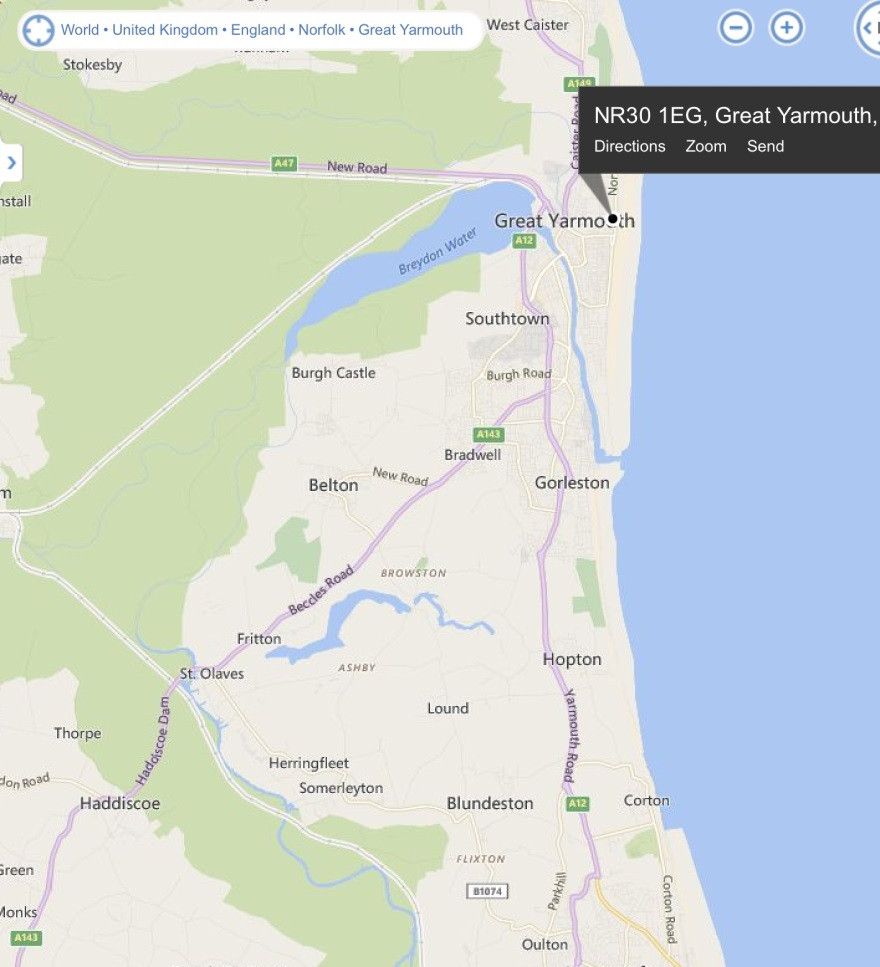 World • United Kingdom • England • Norfolk • Great Yarmouth
West Caister
Stokesby
A149
NR30 1EG, Great Yarmouth,
Directions Zoom Send
Caister Road
A47
New Road
Great Yarmouth
A12
Breydon Water
Southtown
Burgh Castle
Burgh Road
A143
Bradwell
New Road
Belton
Gorleston
BROWSTON
Beccles Road
Fritton
Hopton
ASHBY
St. Olaves
Haddiscoe Dam
Lound
Yarmouth Road
Thorpe
Herringfleet
Somerleyton
don Road
Haddiscoe
Blundeston
A12
Corton
FLIXTON
Green
B1074
Parkhill
Corton Road
Monks
A143
Oulton